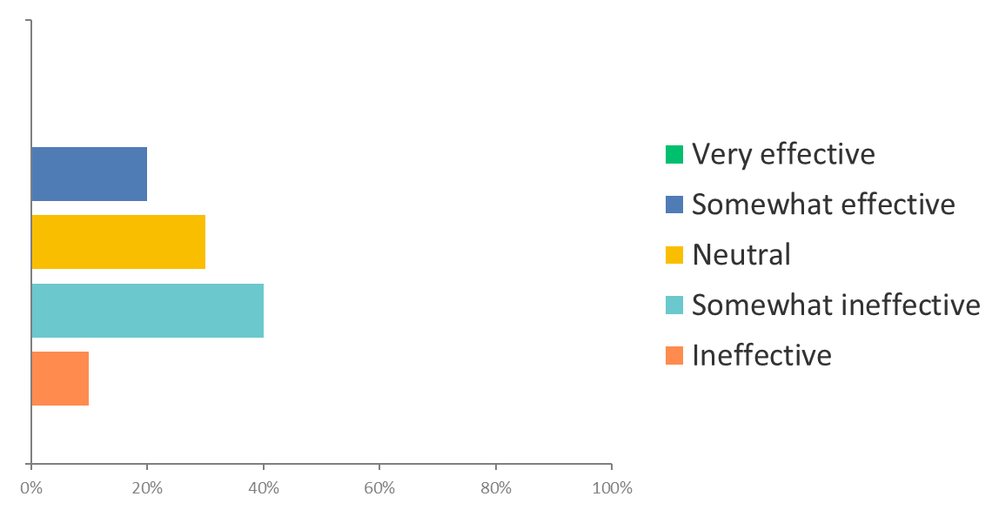 Very effective
Somewhat effective
Neutral
Somewhat ineffective
Ineffective
0% 20% 40% 60% 80% 100%